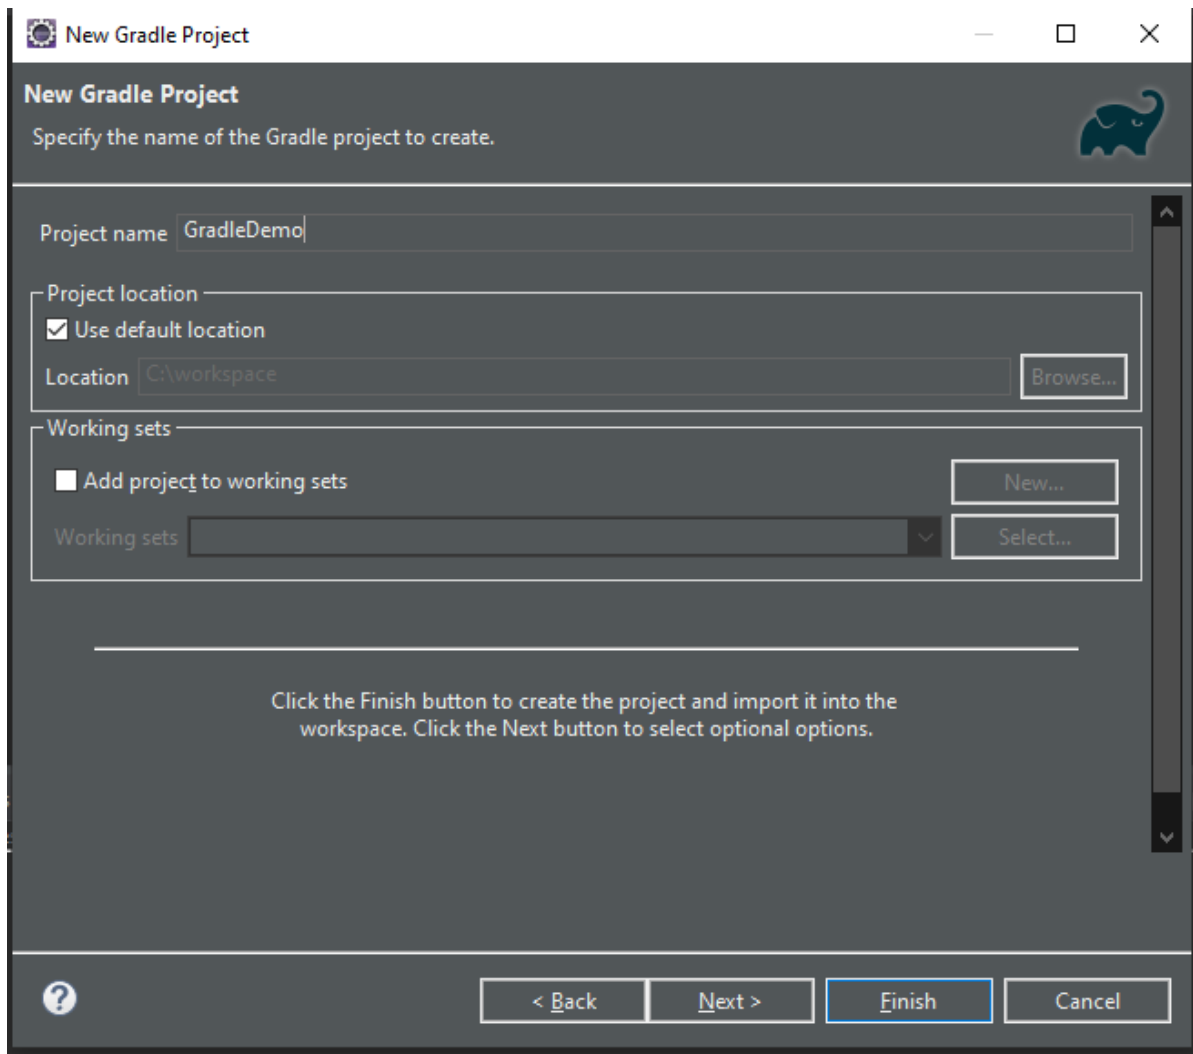 New Gradle Project
New Gradle Project
Specify the name of the Gradle project to create.
Project name GradleDemo
Project location
Use default location
Location C:\workspace Browse...
Working sets
Add project to working sets New...
Working sets Select...
Click the Finish button to create the project and import it into the
workspace. Click the Next button to select optional options.
? < Back Next > Finish Cancel